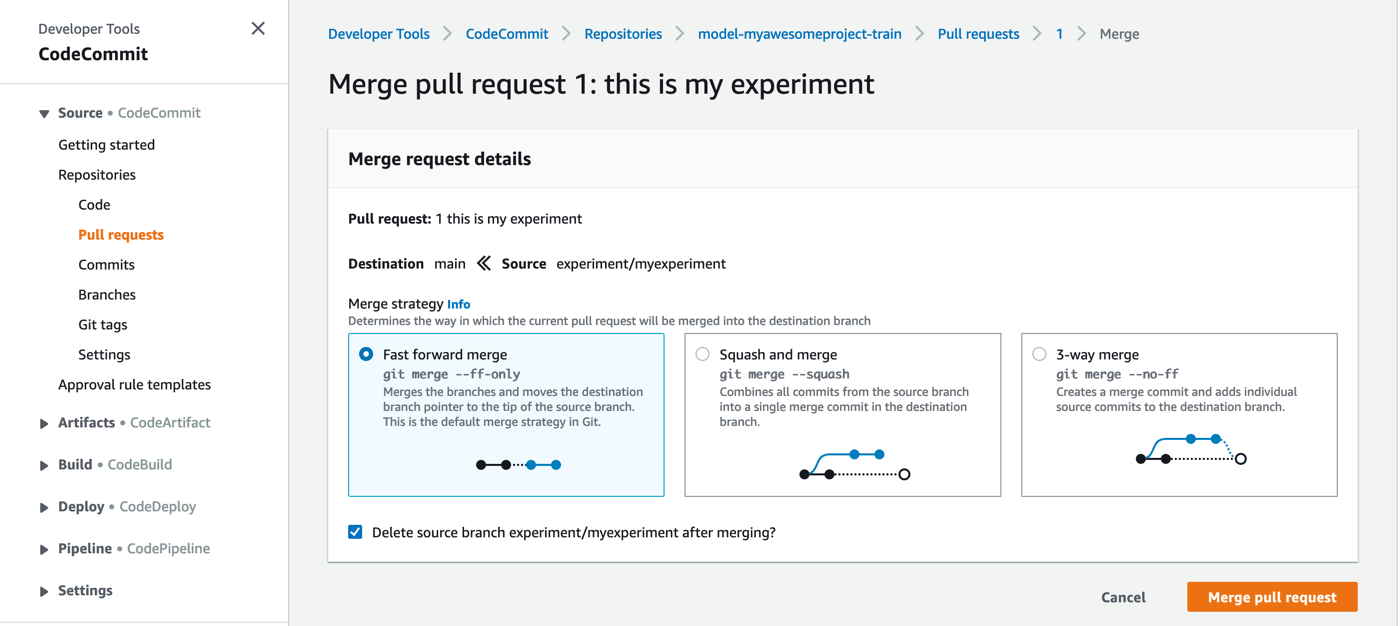 Developer Tools
CodeCommit
Source • CodeCommit
Getting started
Repositories
Code
Pull requests
Commits
Branches
Git tags
Settings
Approval rule templates
Artifacts • CodeArtifact
Build • CodeBuild
Deploy • CodeDeploy
Pipeline • CodePipeline
Settings
Developer Tools > CodeCommit > Repositories > model-myawesomeproject-train > Pull requests > 1 > Merge
Merge pull request 1: this is my experiment
Merge request details
Pull request: 1 this is my experiment
Destination main « Source experiment/myexperiment
Merge strategy Info
Determines the way in which the current pull request will be merged into the destination branch
Fast forward merge
git merge --ff-only
Merges the branches and moves the destination
branch pointer to the tip of the source branch.
This is the default merge strategy in Git.
Squash and merge
git merge --squash
Combines all commits from the source branch
into a single merge commit in the destination
branch.
3-way merge
git merge --no-ff
Creates a merge commit and adds individual
source commits to the destination branch.
Delete source branch experiment/myexperiment after merging?
Cancel
Merge pull request